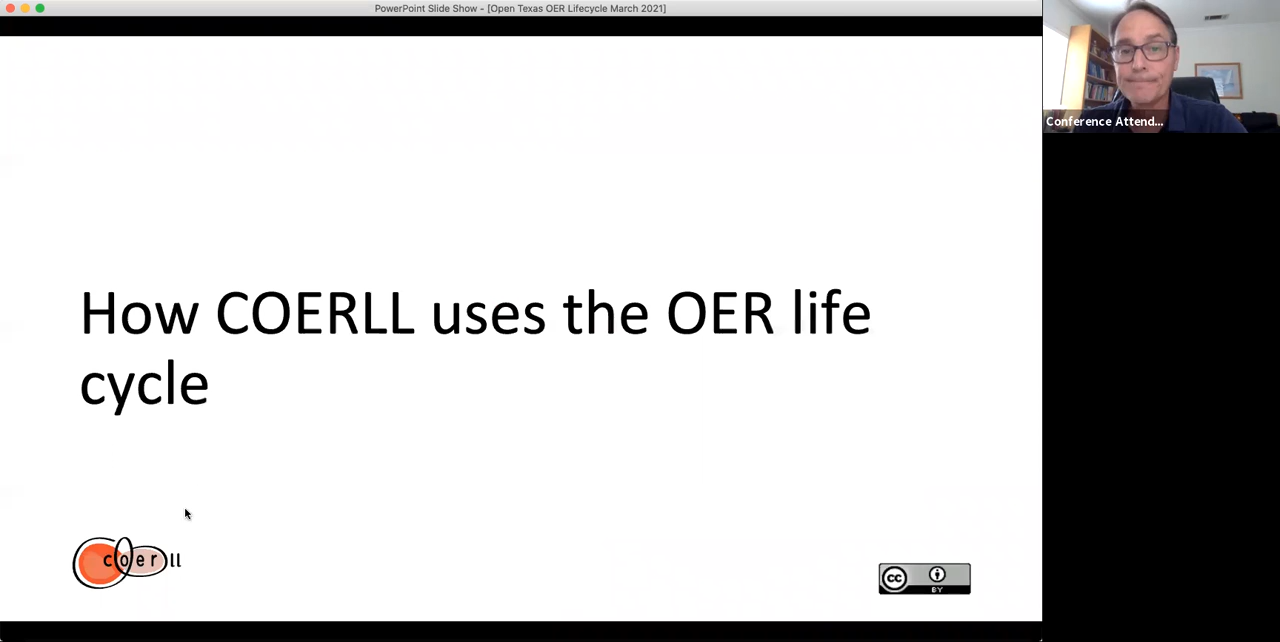 PowerPoint Slide Show - [Open Texas OER Lifecycle March 2021]
Conference Attend...
How COERLL uses the OER life
cycle
coerll
cc
BY